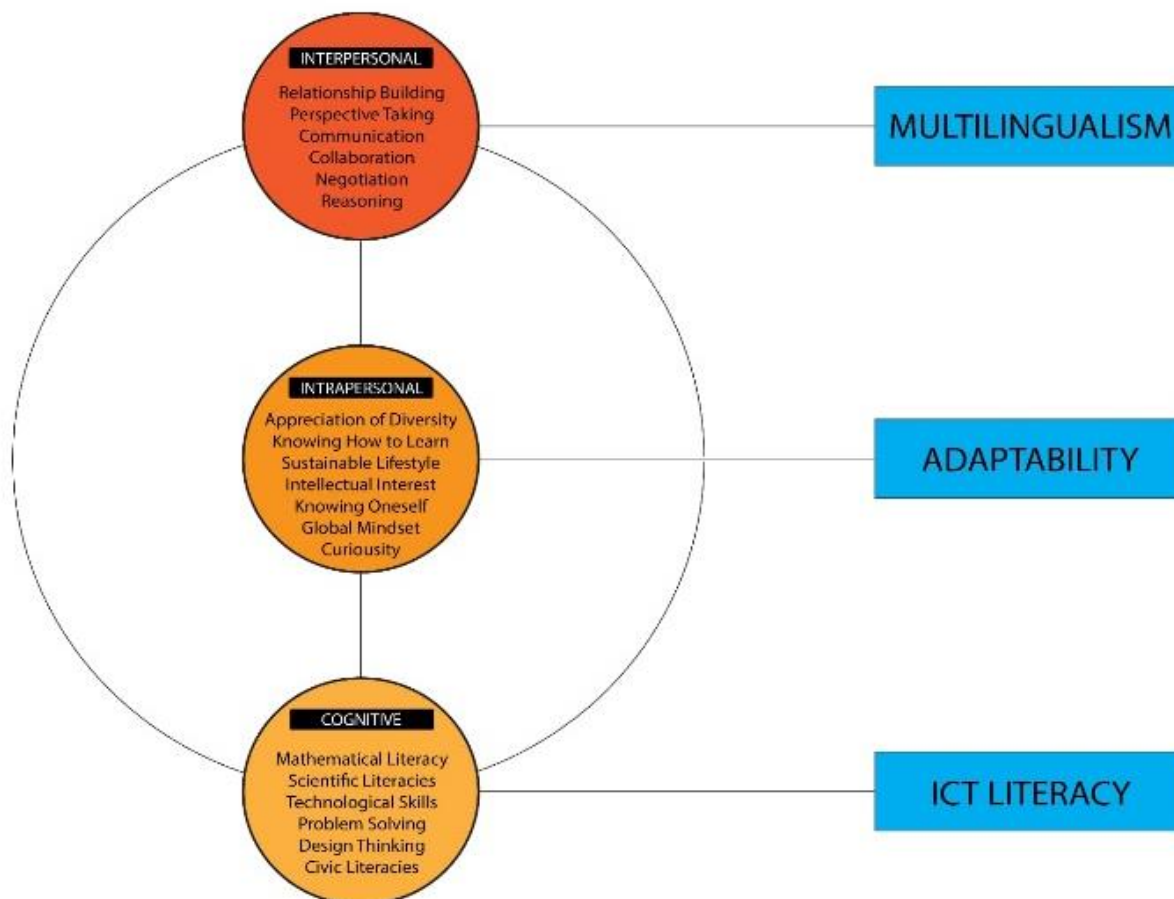 INTERPERSONAL
Relationship Building
Perspective Taking
Communication
Collaboration
Negotiation
Reasoning
MULTILINGUALISM
INTRAPERSONAL
Appreciation of Diversity
Knowing How to Learn
Sustainable Lifestyle
Intellectual Interest
Knowing Oneself
Global Mindset
Curiousity
ADAPTABILITY
COGNITIVE
Mathematical Literacy
Scientific Literacies
Technological Skills
Problem Solving
Design Thinking
Civic Literacies
ICT LITERACY